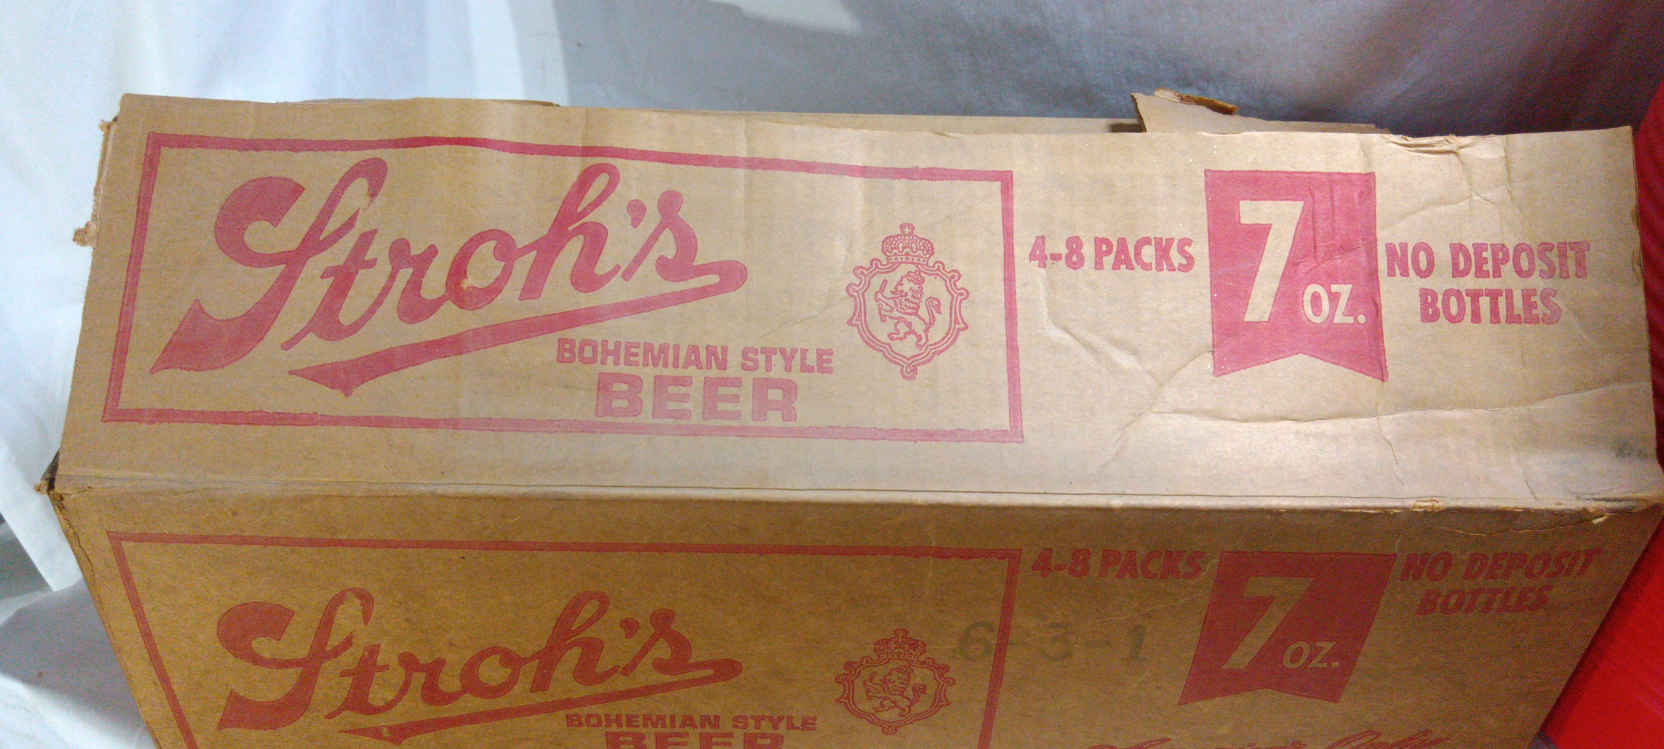 Stroh's
BOHEMIAN STYLE
BEER
4-8 PACKS
7 OZ.
NO DEPOSIT
BOTTLES
Stroh's
BOHEMIAN STYLE
BEER
4-8 PACKS
6-3-1
7 OZ.
NO DEPOSIT
BOTTLES